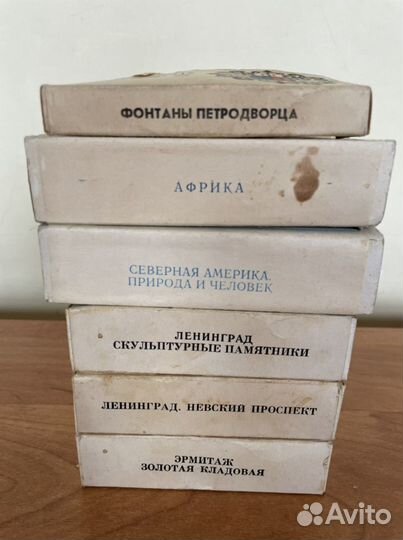 ФОНТАНЫ ПЕТРОДВОРЦА
АФРИКА
СЕВЕРНАЯ АМЕРИКА.
ПРИРОДА И ЧЕЛОВЕК
ЛЕНИНГРАД
СКУЛЬПТУРНЫЕ ПАМЯТНИКИ
ЛЕНИНГРАД. НЕВСКИЙ ПРОСПЕКТ
ЭРМИТАЖ
ЗОЛОТАЯ КЛАДОВАЯ
Avito